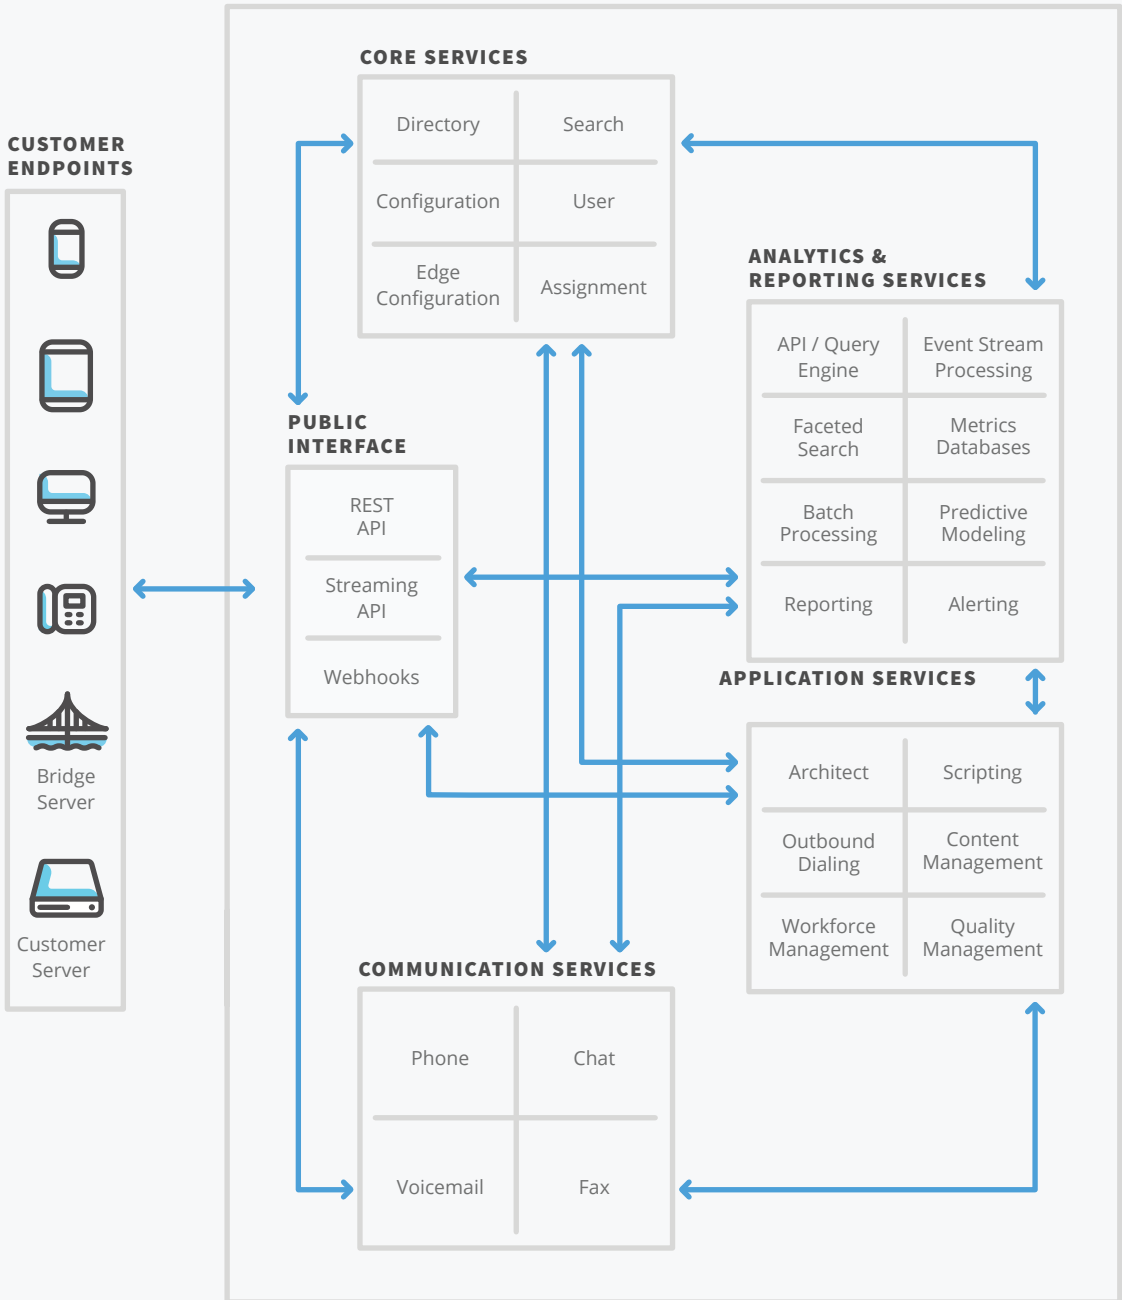 CORE SERVICES
Directory
Search
Configuration
User
Edge
Configuration
Assignment
CUSTOMER
ENDPOINTS
Bridge
Server
Customer
Server
PUBLIC
INTERFACE
REST
API
Streaming
API
Webhooks
ANALYTICS &
REPORTING SERVICES
API / Query
Engine
Event Stream
Processing
Faceted
Search
Metrics
Databases
Batch
Processing
Predictive
Modeling
Reporting
Alerting
APPLICATION SERVICES
Architect
Scripting
Outbound
Dialing
Content
Management
Workforce
Management
Quality
Management
COMMUNICATION SERVICES
Phone
Chat
Voicemail
Fax